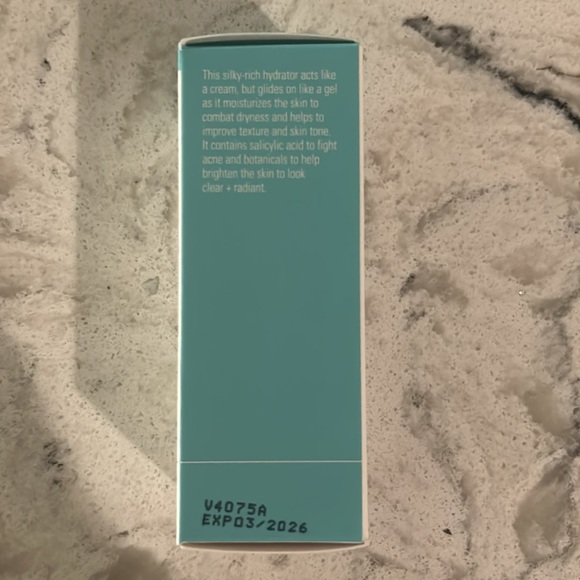 This silky-rich hydrator acts like
a cream, but glides on like a gel
as it moisturizes the skin to
combat dryness and helps to
improve texture and skin tone.
It contains salicylic acid to fight
acne and botanicals to help
brighten the skin to look
clear + radiant.
V4075A
EXP03/2026